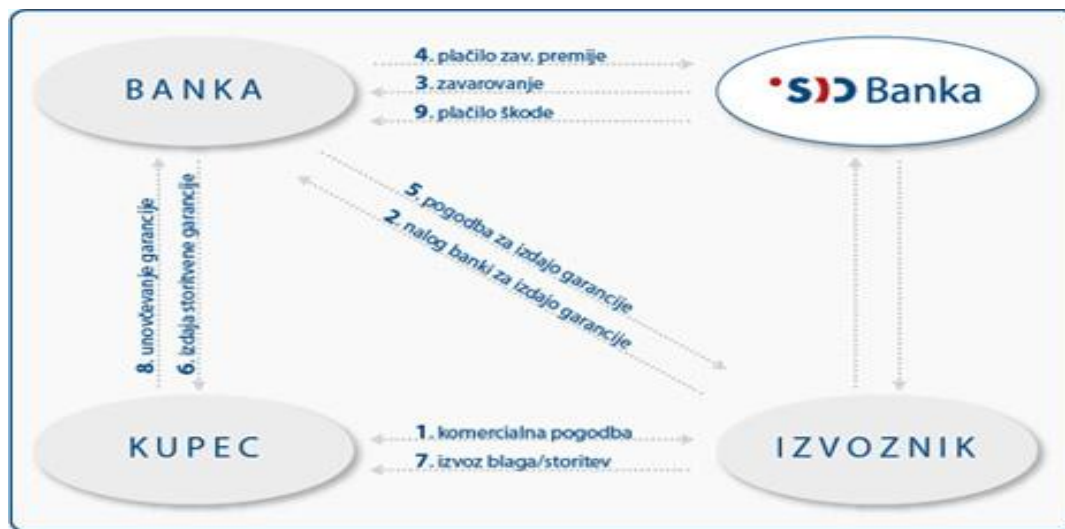 BANKA
4. plačilo zav. premije
3. zavarovanje
9. plačilo škode
SID Banka
5. pogodba za izdajo garancije
2. nalog banki za izdajo garancije
8. unovčevanje garancije
6. izdaja storitvene garancije
KUPEC
1. komercialna pogodba
7. izvoz blaga/storitev
IZVOZNIK